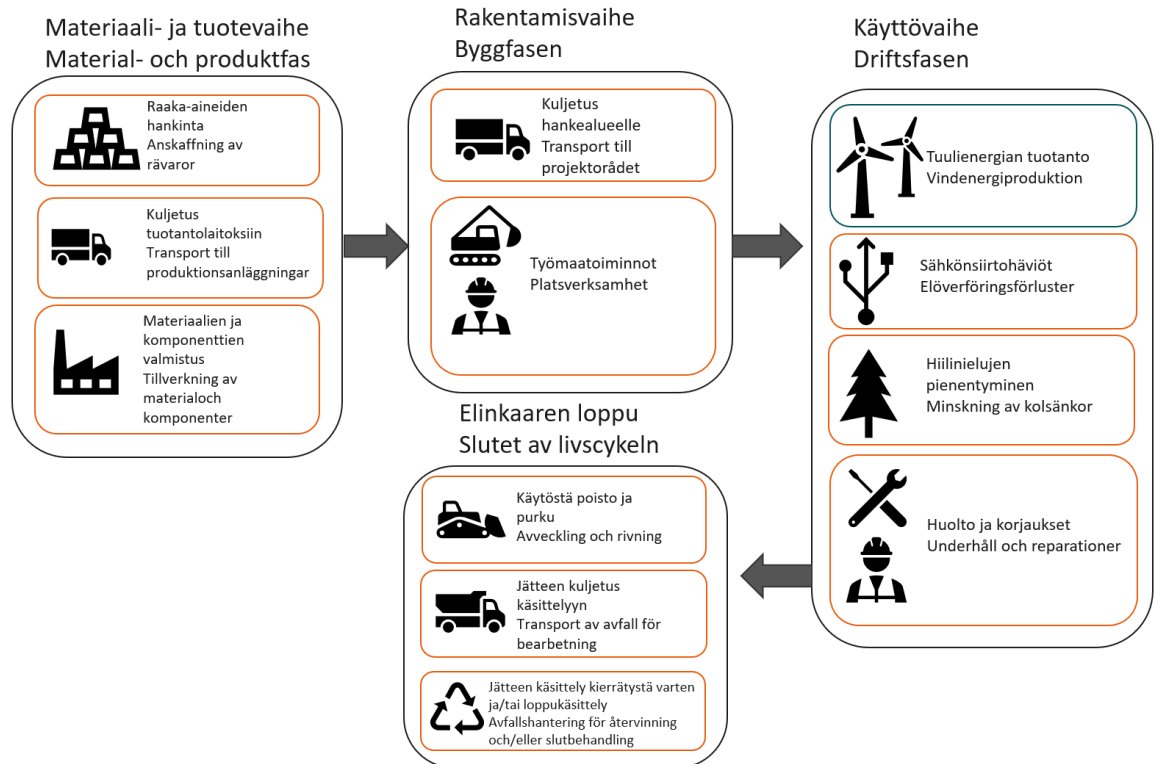 Materiaali- ja tuotevaihe
Material- och produktfas
Raaka-aineiden
hankinta
Anskaffning av
rävaror
Kuljetus
tuotantolaitoksiin
Transport till
produktionsanläggningar
Materiaalien ja
komponenttien
valmistus
Tillverkning av
materialoch
komponenter
Rakentamisvaihe
Byggfasen
Kuljetus
hankealueelle
Transport till
projektorådet
Työmaatoiminnot
Platsverksamhet
Käyttövaihe
Driftsfasen
Tuulienergian tuotanto
Vindenergiproduktion
Sähkönsiirtohäviöt
Elöverföringsförluster
Hiilinielujen
pienentyminen
Minskning av kolsänkor
Huolto ja korjaukset
Underhåll och reparationer
Elinkaaren loppu
Slutet av livscykeln
Käytöstä poisto ja
purku
Avveckling och rivning
Jätteen kuljetus
käsittelyyn
Transport av avfall för
bearbetning
Jätteen käsittely kierrätystä varten
ja/tai loppukäsittely
Avfallshantering för återvinning
och/eller slutbehandling